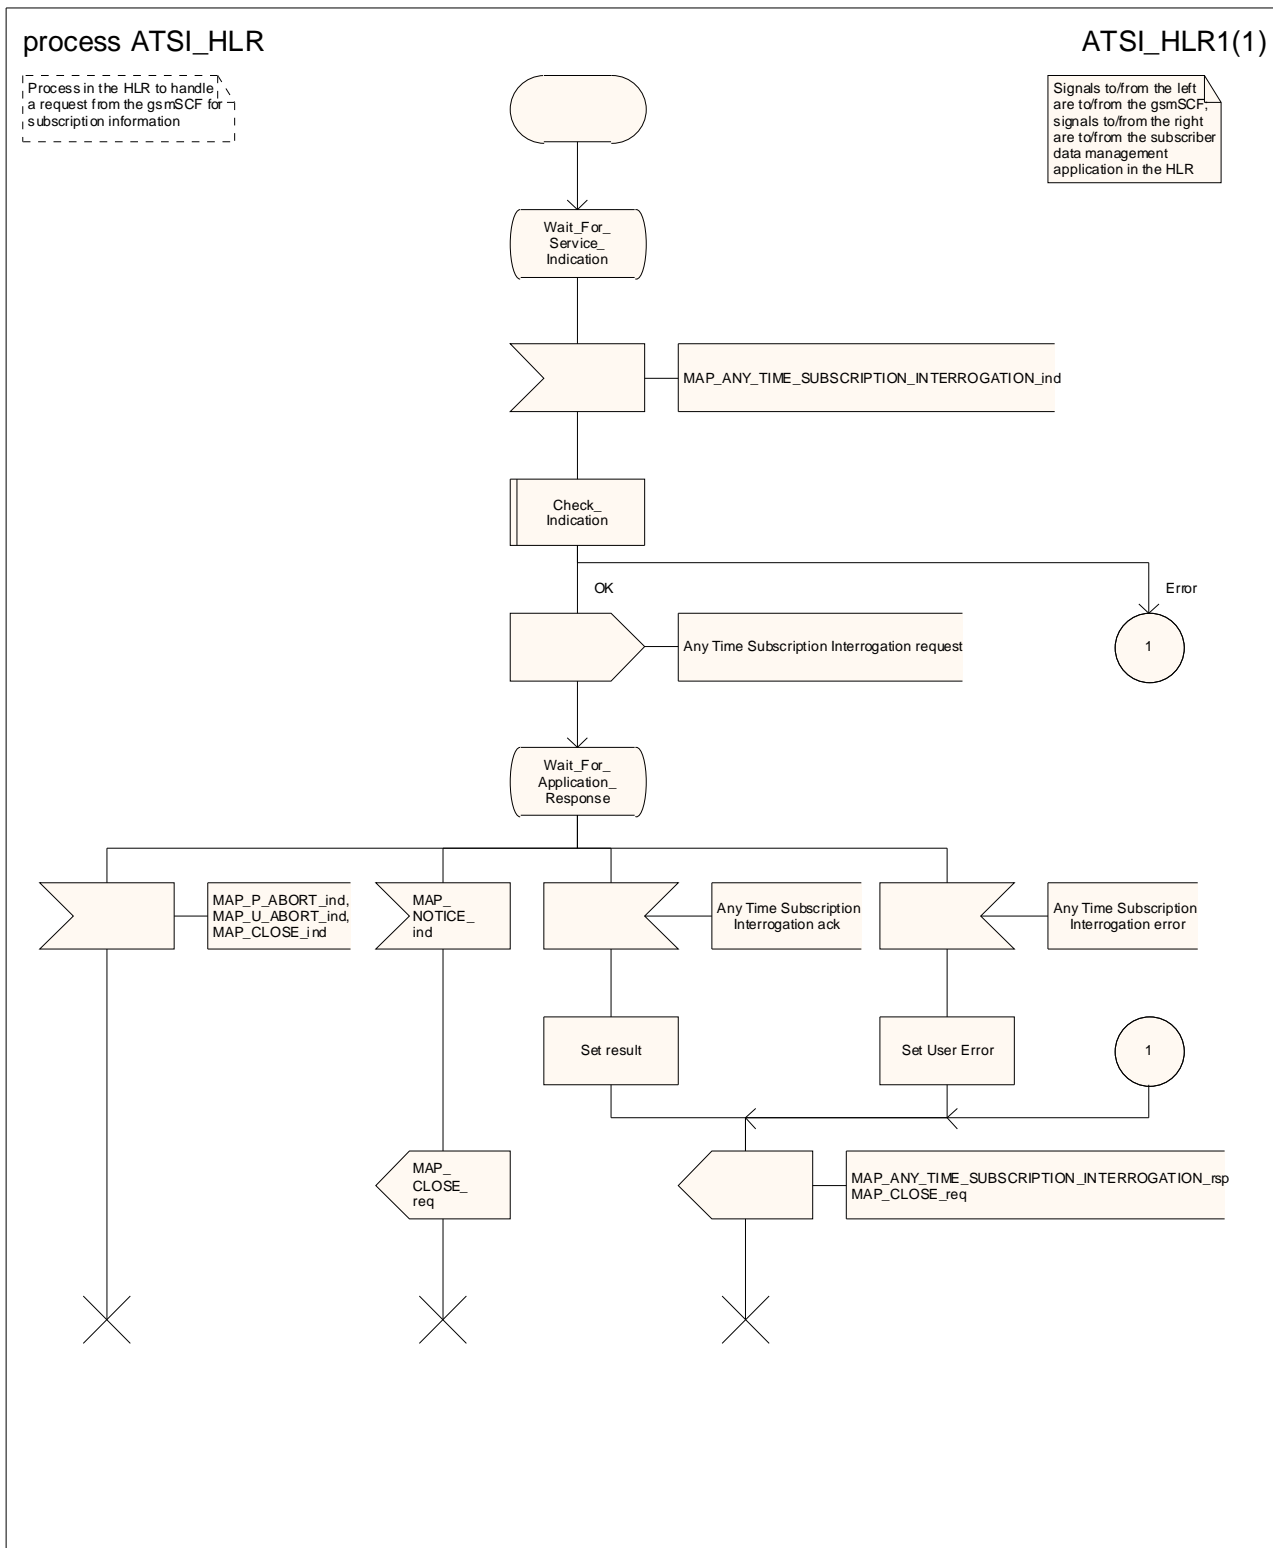 process ATSI_HLR
ATSI_HLR1(1)
Process in the HLR to handle
a request from the gsmSCF for
subscription information
Signals to/from the left
are to/from the gsmSCF;
signals to/from the right
are to/from the subscriber
data management
application in the HLR
Wait_For_
Service_
Indication
MAP_ANY_TIME_SUBSCRIPTION_INTERROGATION_ind
Check_
Indication
OK
Error
Any Time Subscription Interrogation request
1
Wait_For_
Application_
Response
MAP_P_ABORT_ind,
MAP_U_ABORT_ind,
MAP_CLOSE_ind
MAP_
NOTICE_
ind
Any Time Subscription
Interrogation ack
Any Time Subscription
Interrogation error
Set result
Set User Error
1
MAP_
CLOSE_
req
MAP_ANY_TIME_SUBSCRIPTION_INTERROGATION_rsp
MAP_CLOSE_req